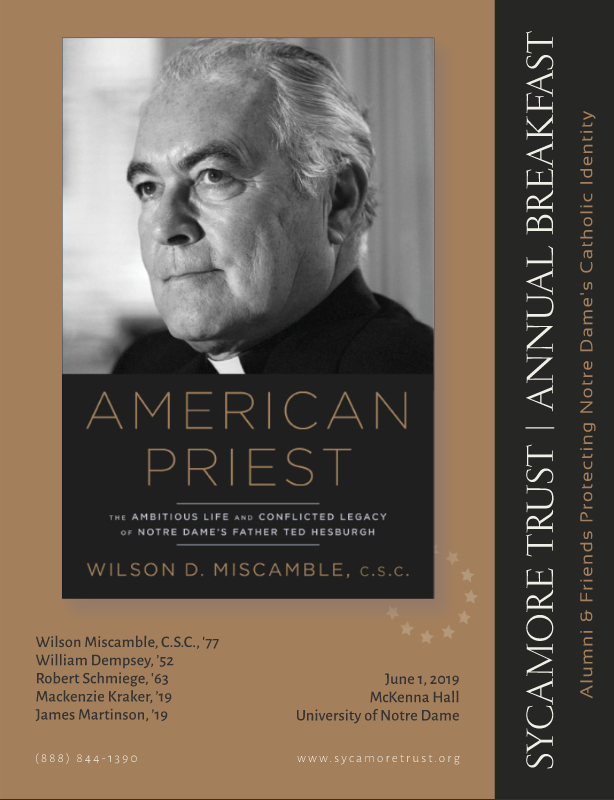 AMERICAN
PRIEST
THE AMBITIOUS LIFE AND CONFLICTED LEGACY
OF NOTRE DAME'S FATHER TED HESBURGH
WILSON D. MISCAMBLE, C.S.C.
Wilson Miscamble, C.S.C., '77
William Dempsey, '52
Robert Schmiege, '63
Mackenzie Kraker, '19
James Martinson, '19
June 1, 2019
McKenna Hall
University of Notre Dame
(888) 844-1390
www.sycamoretrust.org
SYCAMORE TRUST | ANNUAL BREAKFAST
Alumni & Friends Protecting Notre Dame's Catholic Identity